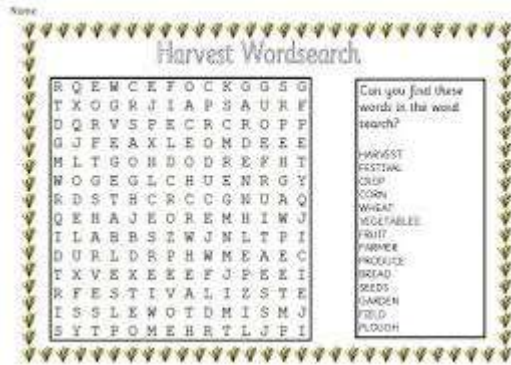 Name
Harvest Wordsearch
R Q E W C E F O C K G G S G
T X O G R J I A P S A U R F
D Q R V S P E C R C R O P P
G J F E A X L E O M D E E E
M L T G O H D O D R E F H T
W O G E G L C H U E N R G Y
R D S T H C R C C G N U A Q
Q E H A J E O R E M H I W J
I L A B B S Z W J N L T P I
D U R L D R P H W M E A E C
T X V E X E E E F J P E E I
R F E S T I V A L I Z S T E
I S S L E W O T D M I S M J
S Y T P O M E H R T L J P I
Can you find these
words in the word
search?
HARVEST
FESTIVAL
CROP
CORN
WHEAT
VEGETABLES
FRUIT
FARMER
PRODUCE
BREAD
SEEDS
GARDEN
FIELD
PLOUGH